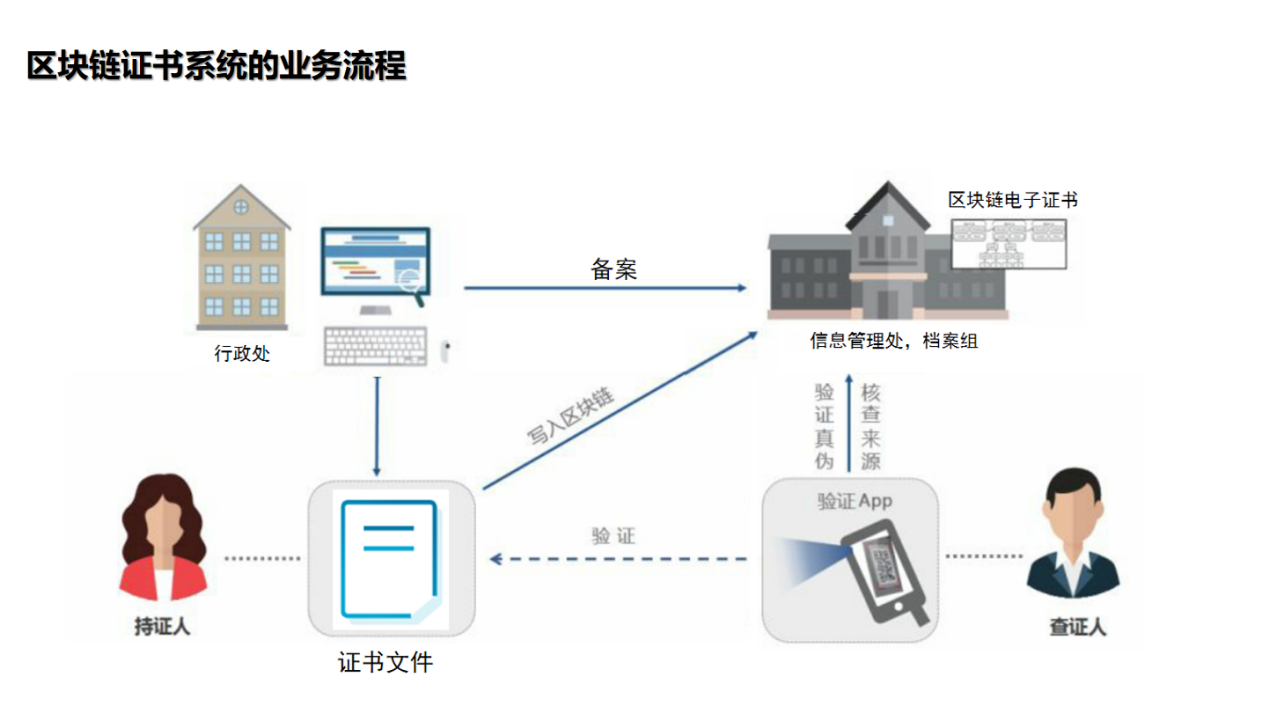 区块链证书系统的业务流程
区块链电子证书
备案
行政处
信息管理处，档案组
写入区块链
验证真伪
核查来源
验证App
验 证
持证人
查证人
证书文件